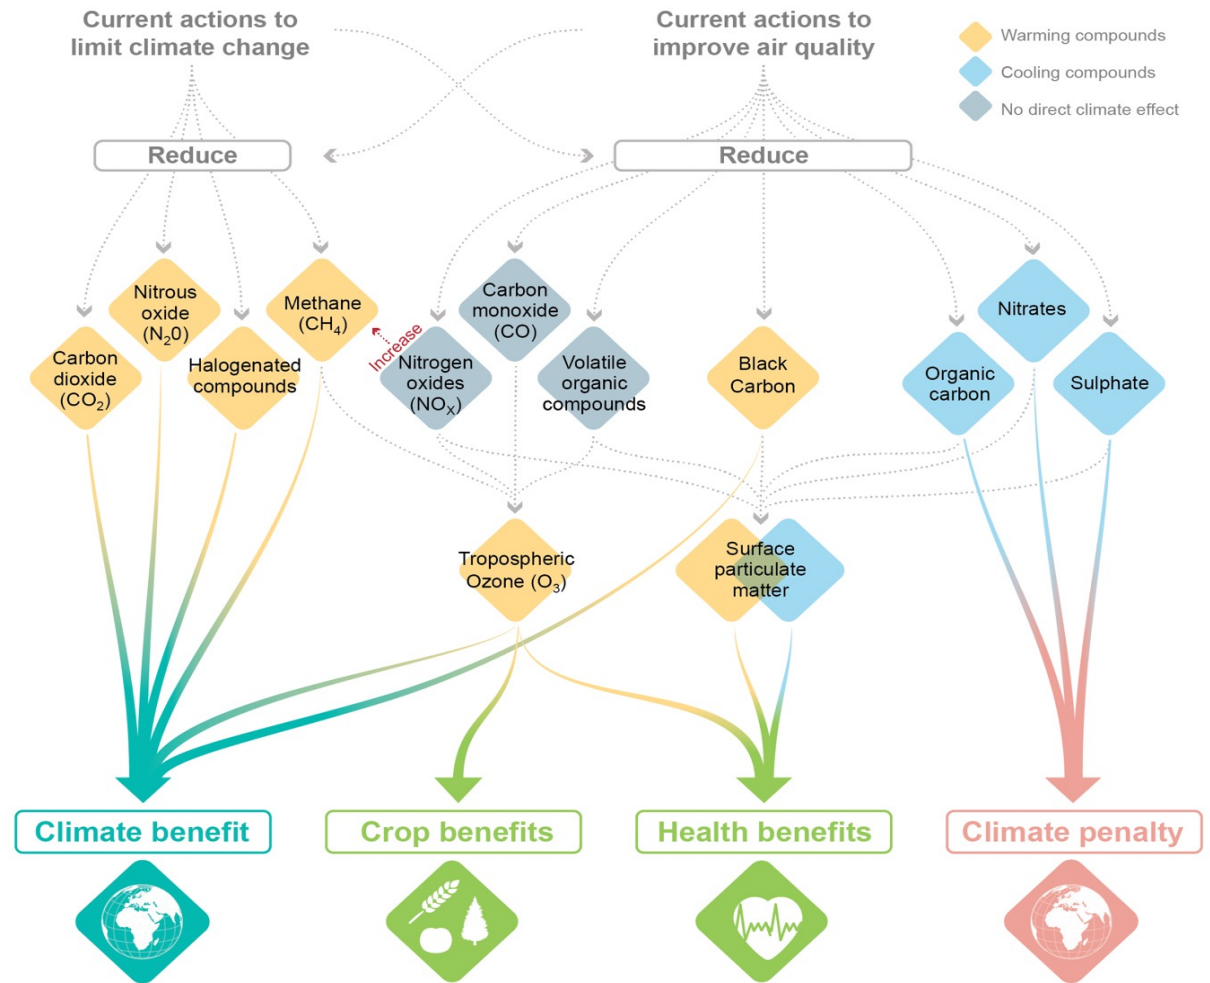 Current actions to
limit climate change
Current actions to
improve air quality
Warming compounds
Cooling compounds
No direct climate effect
Reduce
Reduce
Nitrous
oxide
(N₂0)
Methane
(CH₄)
Carbon
monoxide
(CO)
Nitrates
Increase
Carbon
dioxide
(CO₂)
Halogenated
compounds
Nitrogen
oxides
(NOₓ)
Volatile
organic
compounds
Black
Carbon
Organic
carbon
Sulphate
Tropospheric
Ozone (O₃)
Surface
particulate
matter
Climate benefit
Crop benefits
Health benefits
Climate penalty